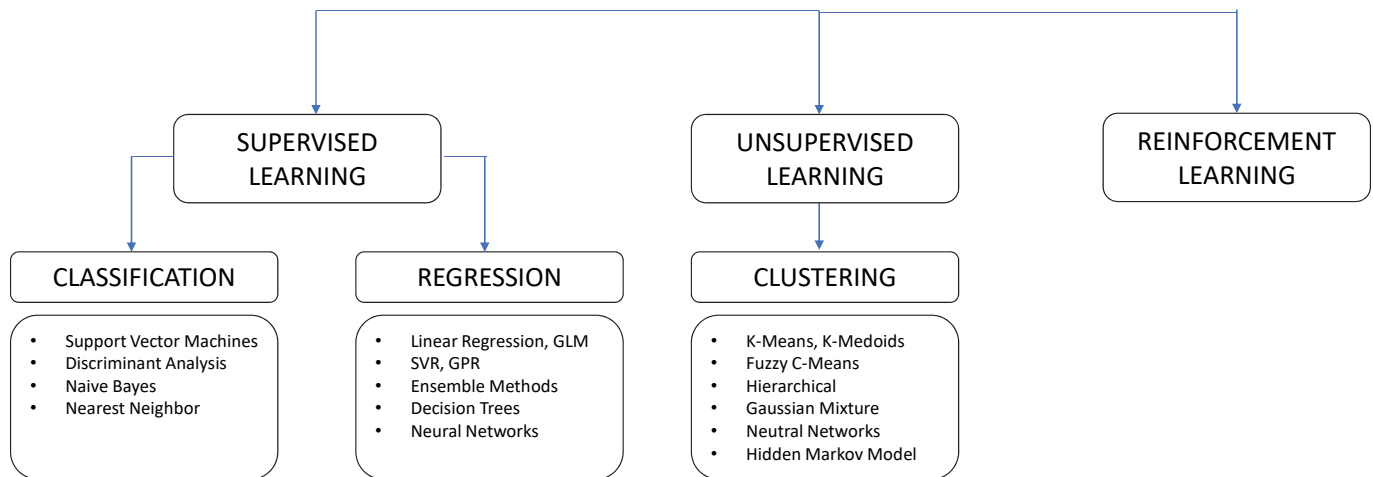 SUPERVISED
LEARNING
UNSUPERVISED
LEARNING
REINFORCEMENT
LEARNING
CLASSIFICATION
REGRESSION
CLUSTERING
• Support Vector Machines
• Discriminant Analysis
• Naive Bayes
• Nearest Neighbor
• Linear Regression, GLM
• SVR, GPR
• Ensemble Methods
• Decision Trees
• Neural Networks
• K-Means, K-Medoids
• Fuzzy C-Means
• Hierarchical
• Gaussian Mixture
• Neutral Networks
• Hidden Markov Model